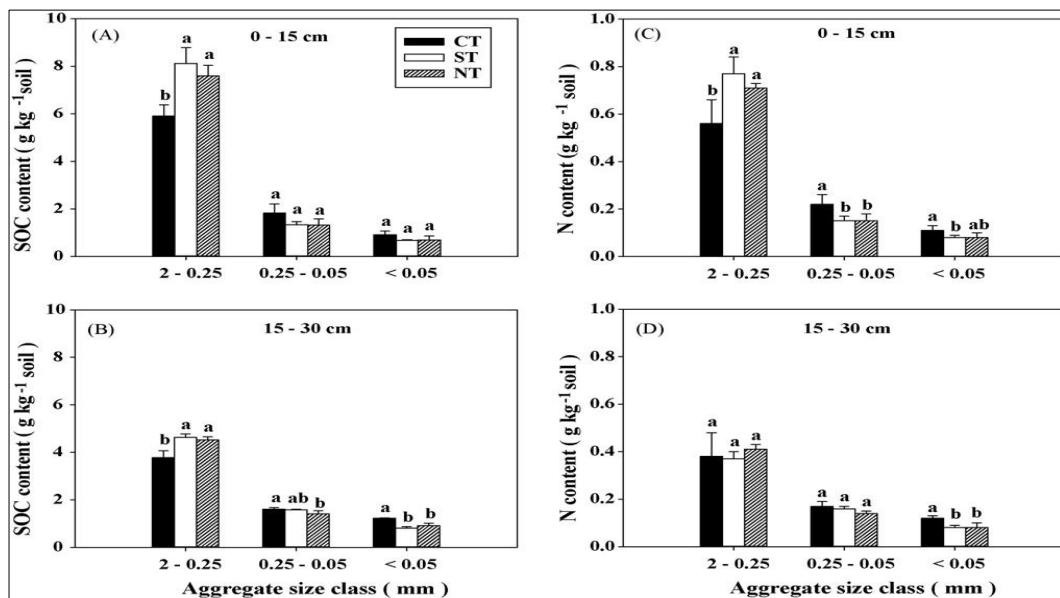 (A)
0 - 15 cm
CT
ST
NT
SOC content ( g kg -1 soil )
10
8
6
4
2
0
b a a
a a a
a a a
2 - 0.25 0.25 - 0.05 < 0.05
(C)
0 - 15 cm
N content (g kg -1 soil )
1.0
0.8
0.6
0.4
0.2
0.0
b a a
a b b
a b ab
2 - 0.25 0.25 - 0.05 < 0.05
(B)
15 - 30 cm
SOC content ( g kg -1 soil )
10
8
6
4
2
0
b a a
a ab b
a b b
2 - 0.25 0.25 - 0.05 < 0.05
Aggregate size class ( mm )
(D)
15 - 30 cm
N content ( g kg -1 soil )
1.0
0.8
0.6
0.4
0.2
0.0
a a a
a a a
a b b
2 - 0.25 0.25 - 0.05 < 0.05
Aggregate size class ( mm )